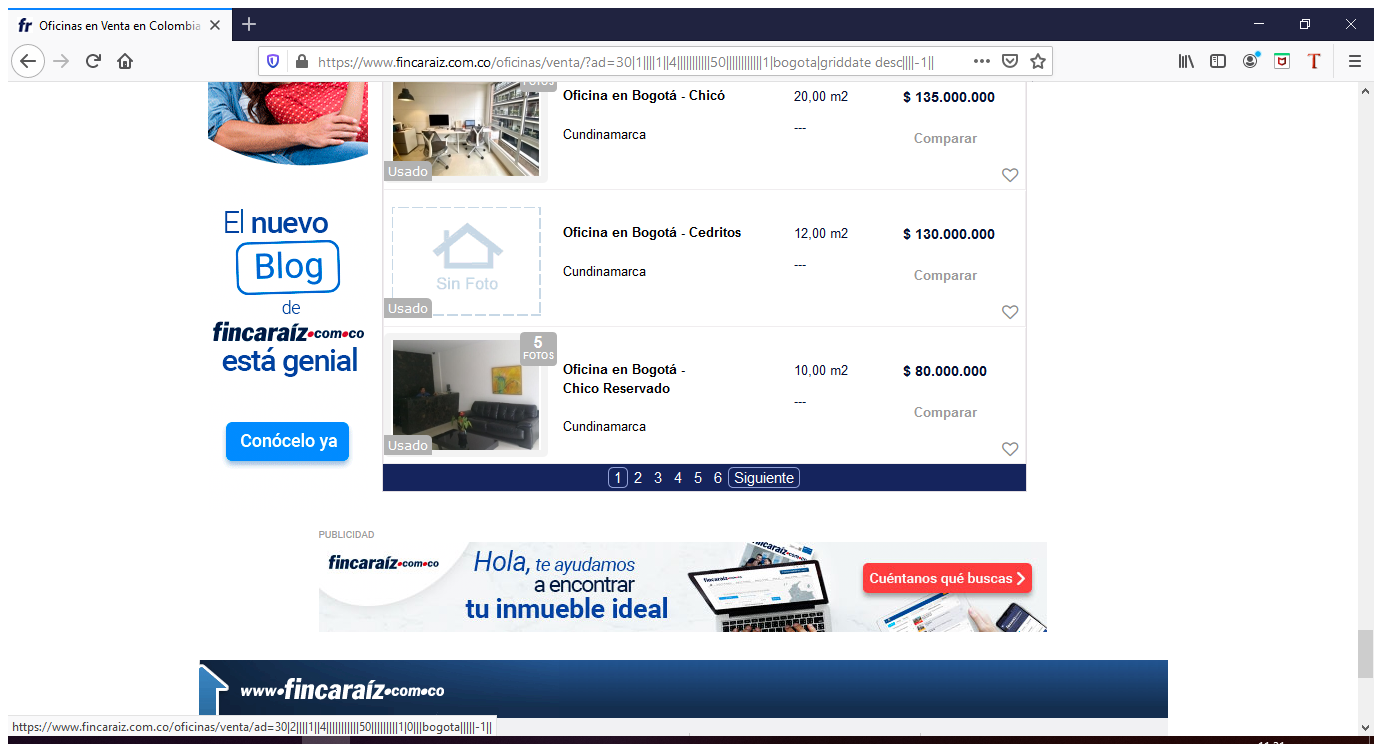 fr Oficinas en Venta en Colombia
https://www.fincaraiz.com.co/oficinas/venta/?ad=30|1||||1||4||||||||||50|||||||||||1|bogota|griddate desc||||-1||
Oficina en Bogotá - Chicó
20,00 m2
$ 135.000.000
Cundinamarca
---
Comparar
Usado
El nuevo
Blog
de
fincaraíz•com•co
está genial
Conócelo ya
Sin Foto
Usado
Oficina en Bogotá - Cedritos
12,00 m2
$ 130.000.000
Cundinamarca
---
Comparar
5
FOTOS
Usado
Oficina en Bogotá -
Chico Reservado
10,00 m2
$ 80.000.000
Cundinamarca
---
Comparar
1 2 3 4 5 6 Siguiente
PUBLICIDAD
fincaraíz•com•co
Hola, te ayudamos
a encontrar
tu inmueble ideal
Cuéntanos qué buscas
www•fincaraíz•com•co
https://www.fincaraiz.com.co/oficinas/venta/ad=30|2||||1||4|||||||||||50|||||||||1|0|||bogota|||||-1||